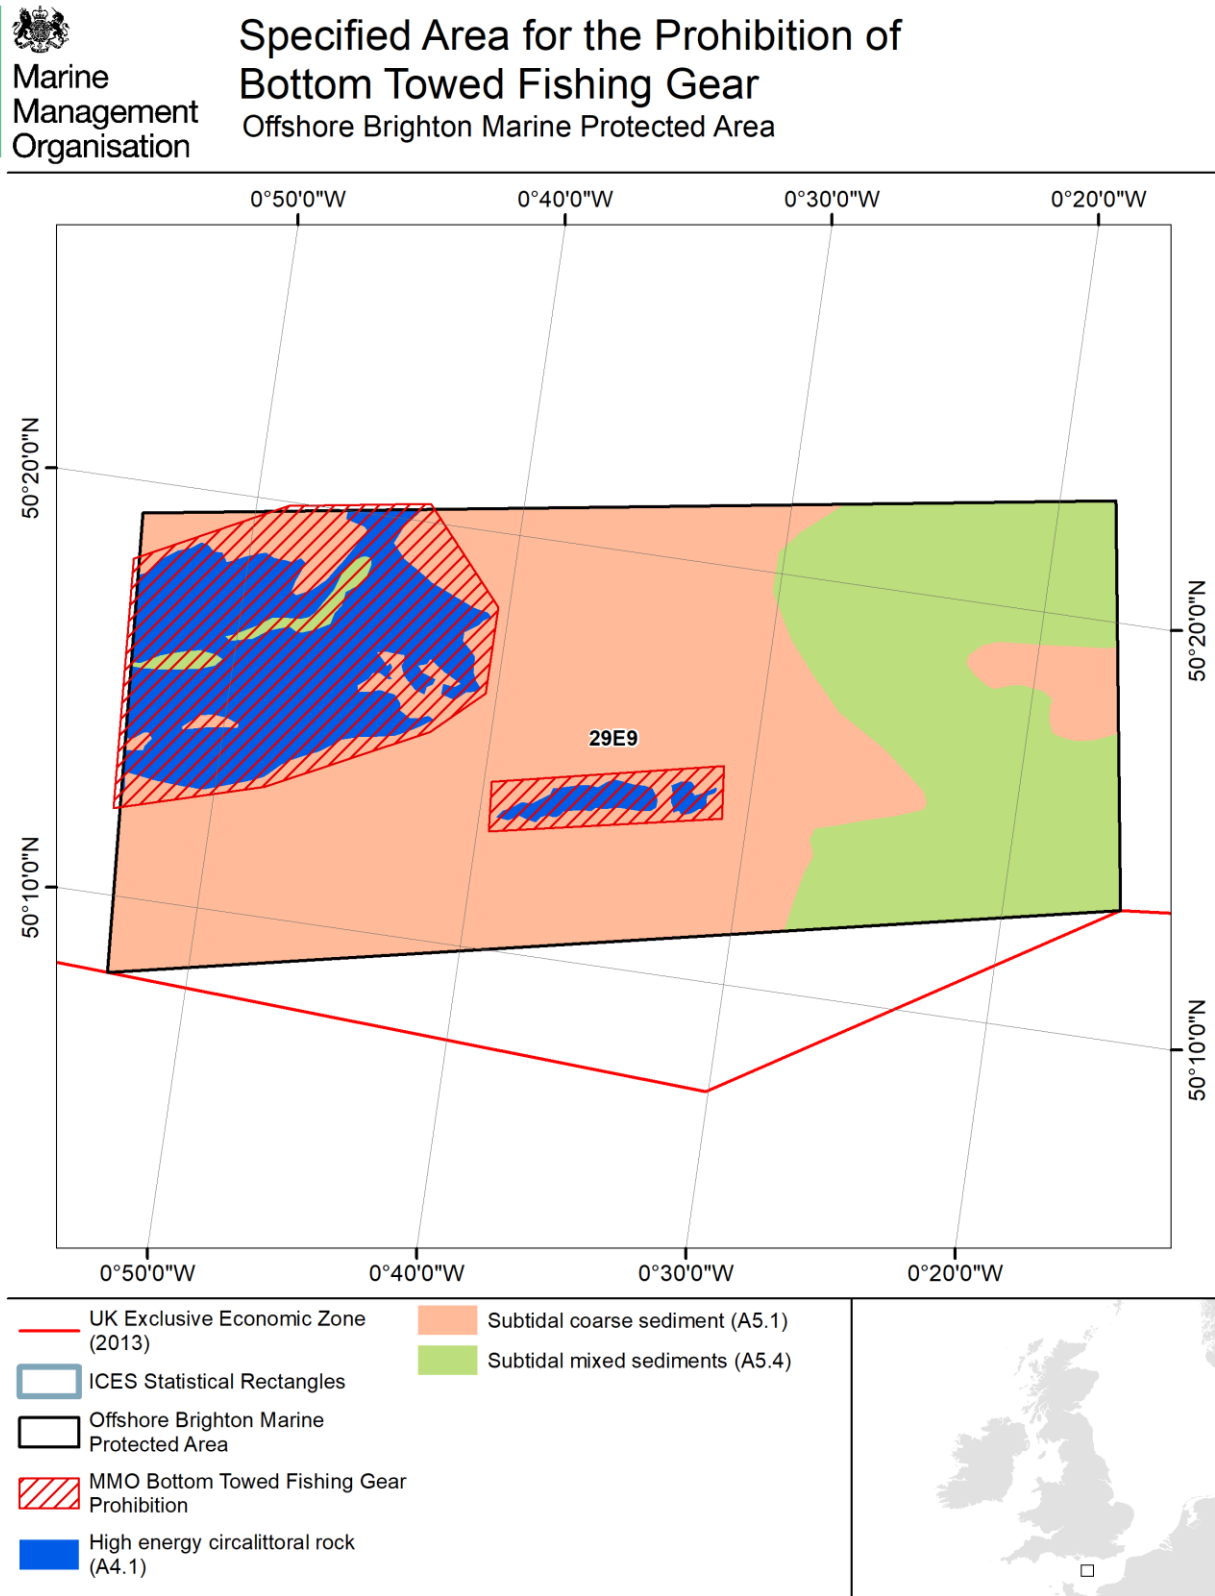 Marine
Management
Organisation
Specified Area for the Prohibition of
Bottom Towed Fishing Gear
Offshore Brighton Marine Protected Area
0°50'0"W
0°40'0"W
0°30'0"W
0°20'0"W
50°20'0"N
50°10'0"N
29E9
50°20'0"N
50°10'0"N
0°50'0"W
0°40'0"W
0°30'0"W
0°20'0"W
UK Exclusive Economic Zone
(2013)
ICES Statistical Rectangles
Offshore Brighton Marine
Protected Area
MMO Bottom Towed Fishing Gear
Prohibition
High energy circalittoral rock
(A4.1)
Subtidal coarse sediment (A5.1)
Subtidal mixed sediments (A5.4)